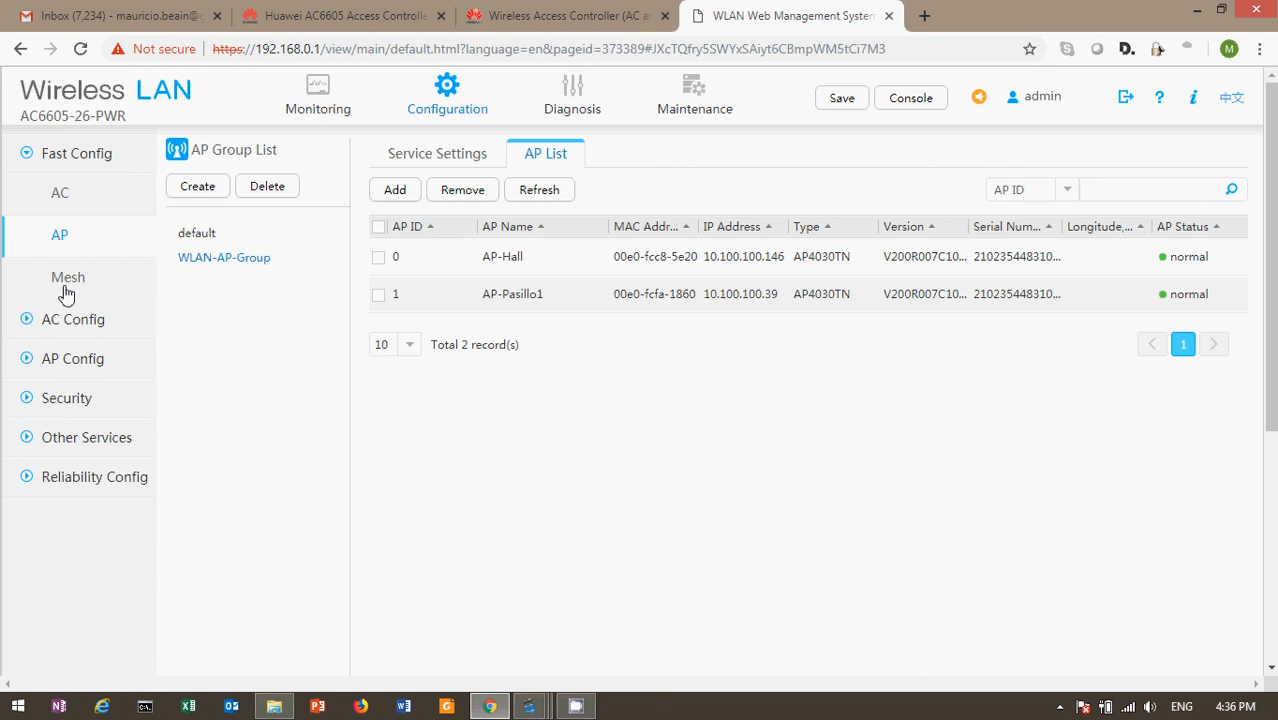 Inbox (7,234) - mauricio.beain@g
Huawei AC6605 Access Controlle
Wireless Access Controller (AC a
WLAN Web Management System
Not secure https://192.168.0.1/view/main/default.html?language=en&pageid=373389#JXcTQfry5SWYxSAiyt6CBmpWM5tCi7M3
D.
M
Wireless LAN
AC6605-26-PWR
Monitoring
Configuration
Diagnosis
Maintenance
Save
Console
admin
?
i
中文
Fast Config
AC
AP
Mesh
AC Config
AP Config
Security
Other Services
Reliability Config
AP Group List
Create
Delete
default
WLAN-AP-Group
Service Settings
AP List
Add
Remove
Refresh
AP ID
AP ID AP Name MAC Addr... IP Address Type Version Serial Num... Longitude,... AP Status
0 AP-Hall 00e0-fcc8-5e20 10.100.100.146 AP4030TN V200R007C10... 210235448310... normal
1 AP-Pasillo1 00e0-fcfa-1860 10.100.100.39 AP4030TN V200R007C10... 210235448310... normal
10 Total 2 record(s)
1
ENG
4:36 PM